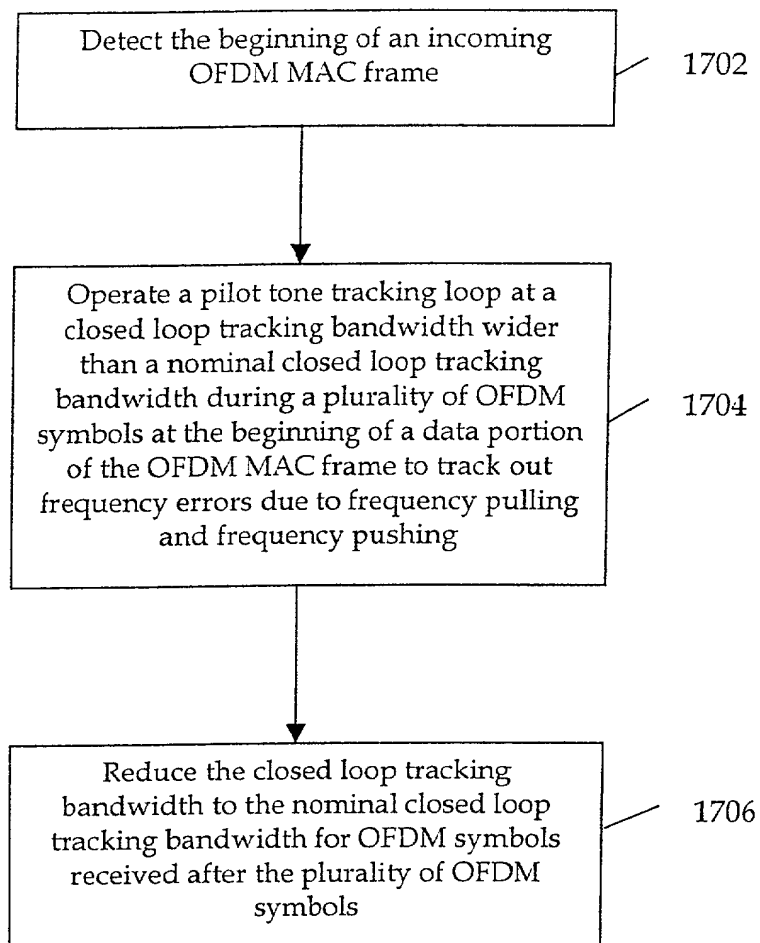 Detect the beginning of an incoming
OFDM MAC frame
1702
Operate a pilot tone tracking loop at a
closed loop tracking bandwidth wider
than a nominal closed loop tracking
bandwidth during a plurality of OFDM
symbols at the beginning of a data portion
of the OFDM MAC frame to track out
frequency errors due to frequency pulling
and frequency pushing
1704
Reduce the closed loop tracking
bandwidth to the nominal closed loop
tracking bandwidth for OFDM symbols
received after the plurality of OFDM
symbols
1706